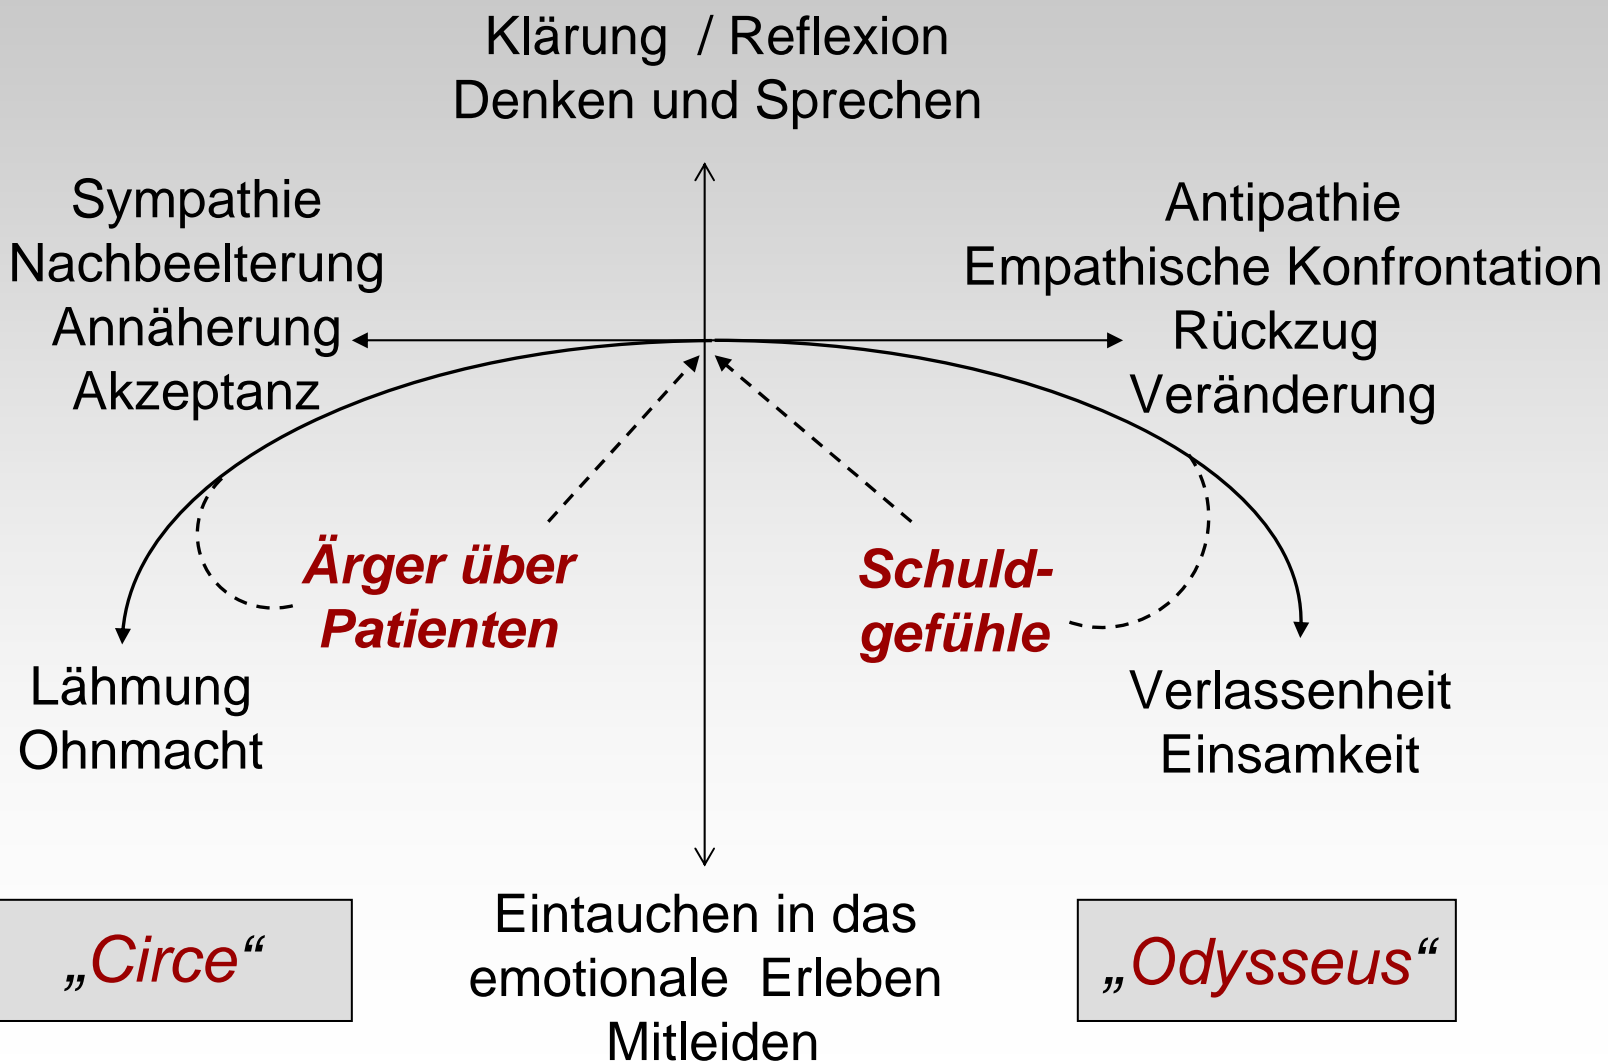 Klärung / Reflexion
Denken und Sprechen
Sympathie
Nachbeelterung
Annäherung
Akzeptanz
Antipathie
Empathische Konfrontation
Rückzug
Veränderung
Ärger über
Patienten
Schuld-
gefühle
Lähmung
Ohnmacht
Verlassenheit
Einsamkeit
„Circe“
Eintauchen in das
emotionale Erleben
Mitleiden
„Odysseus“